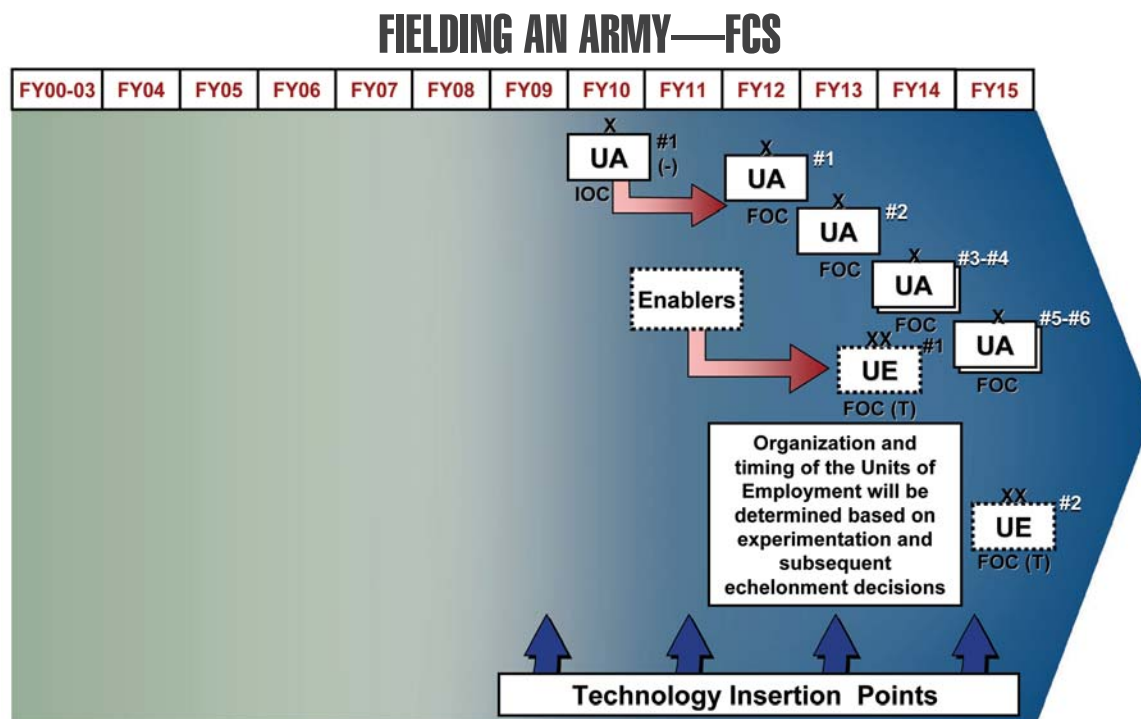 FIELDING AN ARMY—FCS
FY00-03 FY04 FY05 FY06 FY07 FY08 FY09 FY10 FY11 FY12 FY13 FY14 FY15
X
UA
#1
(-)
IOC
X
UA
#1
FOC
X
UA
#2
FOC
X
UA
#3-#4
FOC
X
UA
#5-#6
FOC
Enablers
XX
UE
#1
FOC (T)
Organization and
timing of the Units of
Employment will be
determined based on
experimentation and
subsequent
echelonment decisions
XX
UE
#2
FOC (T)
Technology Insertion Points